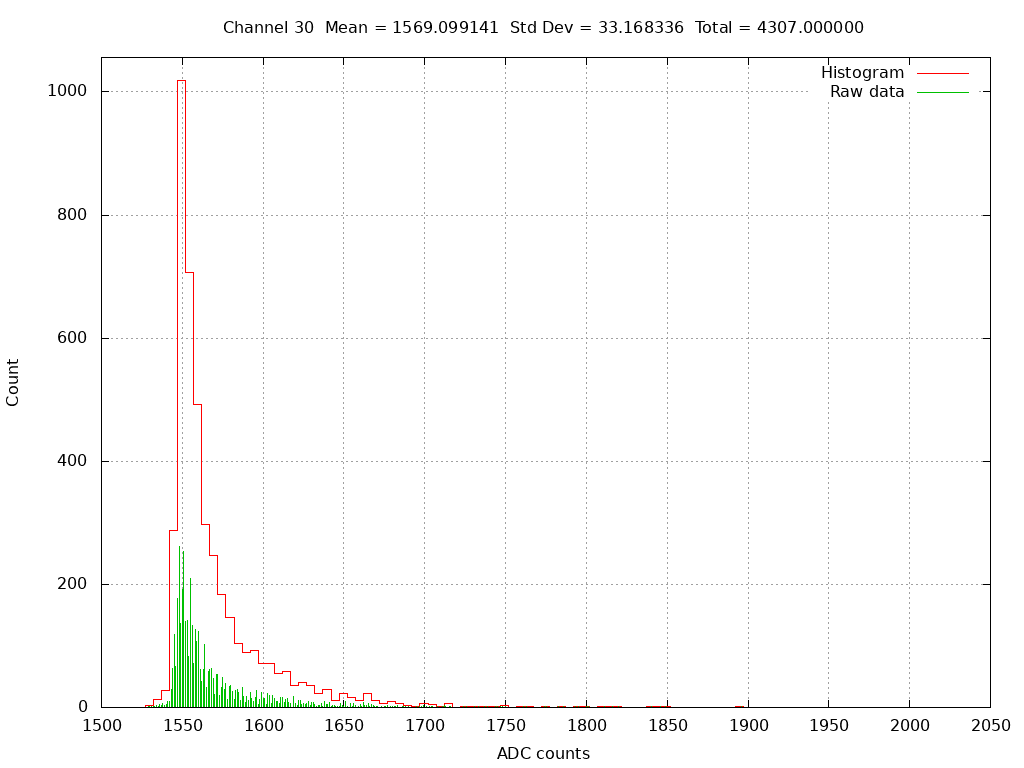 Channel 30  Mean = 1569.099141  Std Dev = 33.168336  Total = 4307.000000
Histogram
Raw data
1000
800
600
400
200
0
Count
1500 1550 1600 1650 1700 1750 1800 1850 1900 1950 2000 2050
ADC counts